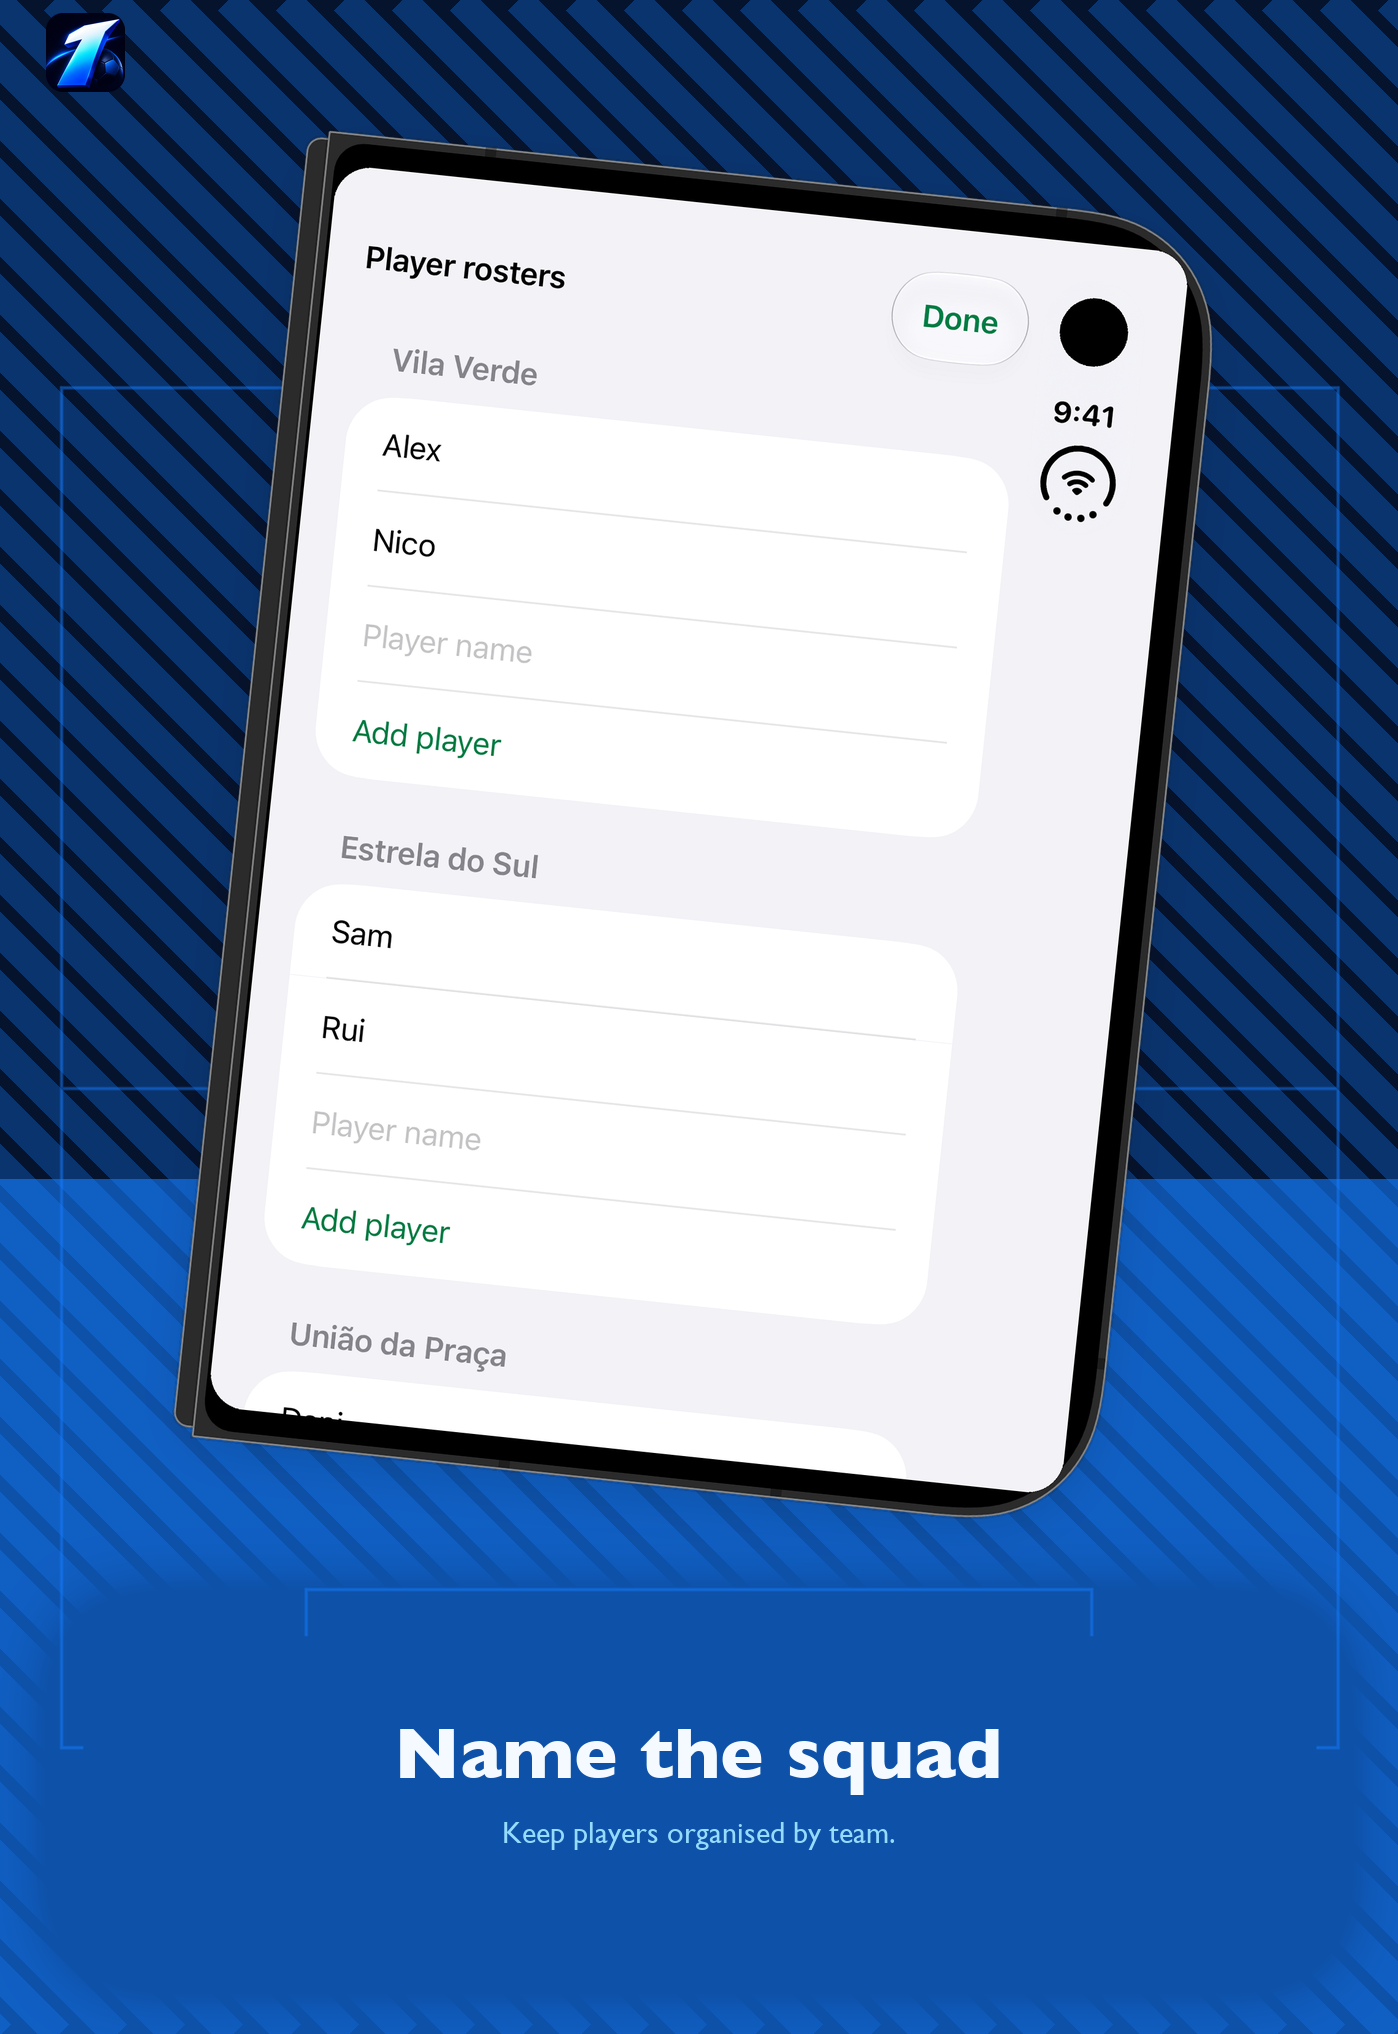 Player rosters
Done
9:41
Vila Verde
Alex
Nico
Player name
Add player
Estrela do Sul
Sam
Rui
Player name
Add player
União da Praça
Name the squad
Keep players organised by team.